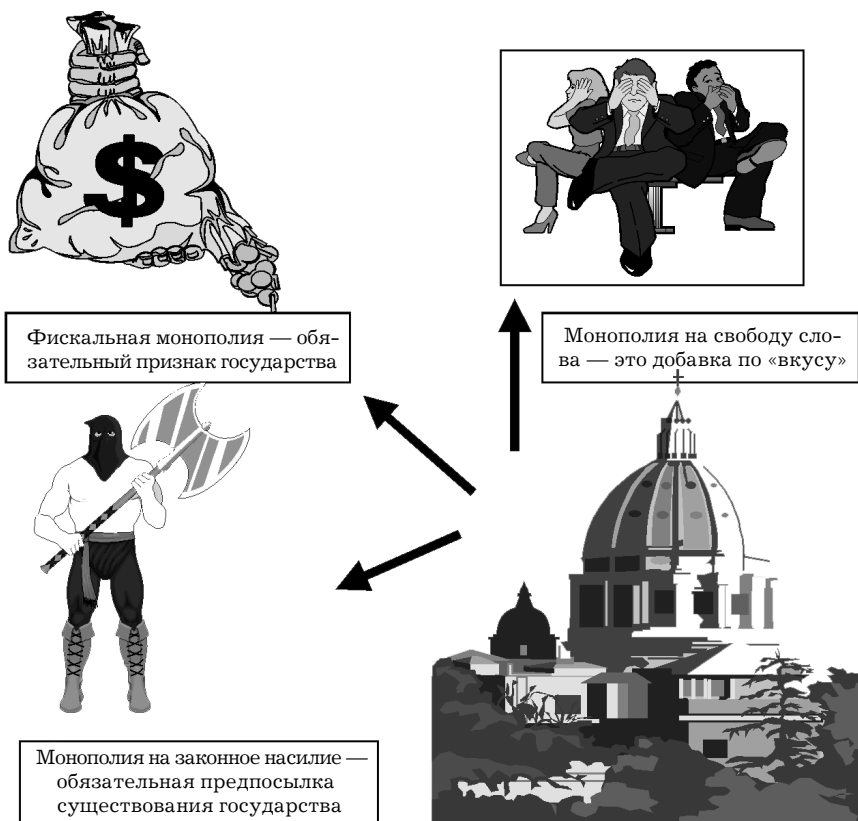 $
Фискальная монополия — обя-
зательный признак государства
Монополия на свободу сло-
ва — это добавка по «вкусу»
Монополия на законное насилие —
обязательная предпосылка
существования государства